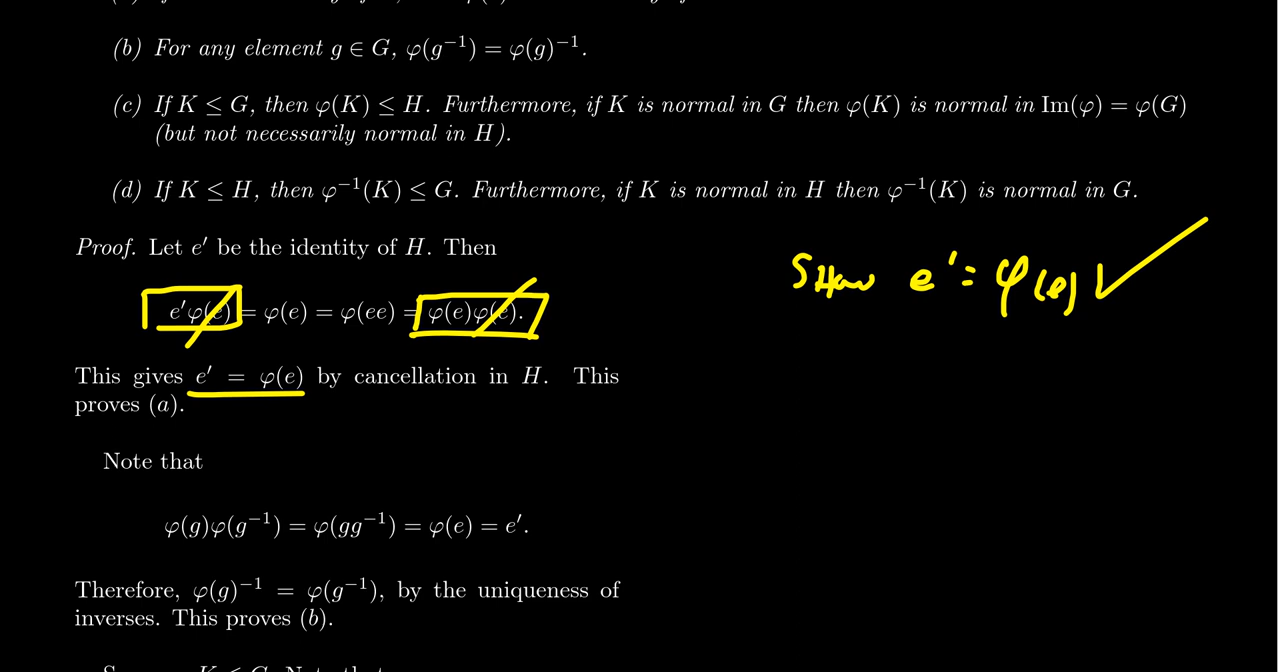 (b) For any element g ∈ G, φ(g⁻¹) = φ(g)⁻¹.
(c) If K ≤ G, then φ(K) ≤ H. Furthermore, if K is normal in G then φ(K) is normal in Im(φ) = φ(G)
(but not necessarily normal in H).
(d) If K ≤ H, then φ⁻¹(K) ≤ G. Furthermore, if K is normal in H then φ⁻¹(K) is normal in G.
Proof. Let e′ be the identity of H. Then
Show e′ = φ(e) ✓
e′φ(e) = φ(e) = φ(ee) = φ(e)φ(e).
This gives e′ = φ(e) by cancellation in H. This
proves (a).
Note that
φ(g)φ(g⁻¹) = φ(gg⁻¹) = φ(e) = e′.
Therefore, φ(g)⁻¹ = φ(g⁻¹), by the uniqueness of
inverses. This proves (b).